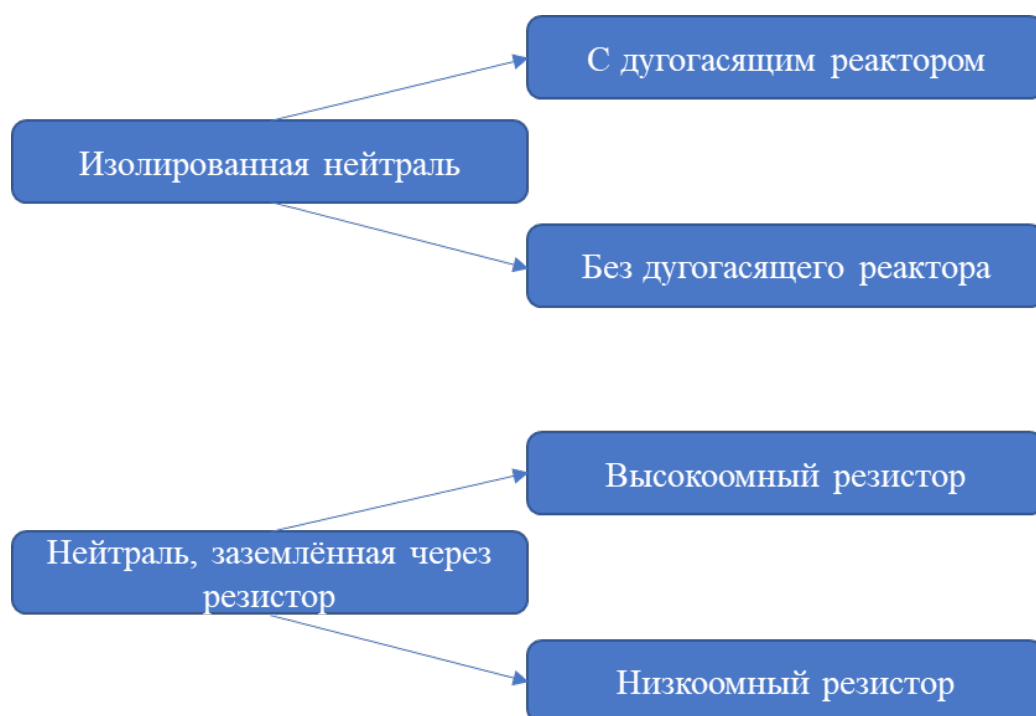 С дугогасящим реактором
Изолированная нейтраль
Без дугогасящего реактора
Высокоомный резистор
Нейтраль, заземлённая через
резистор
Низкоомный резистор